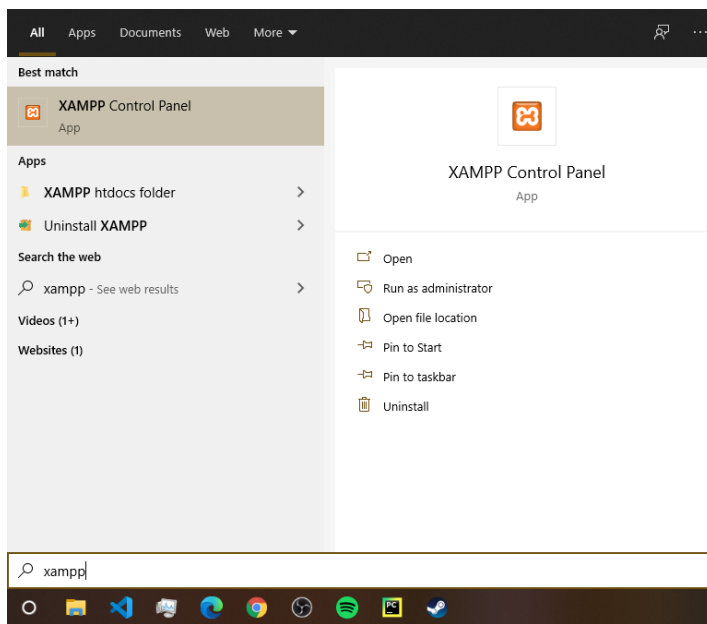 All Apps Documents Web More
Best match
XAMPP Control Panel
App
Apps
XAMPP htdocs folder
Uninstall XAMPP
Search the web
xampp - See web results
Videos (1+)
Websites (1)
XAMPP Control Panel
App
Open
Run as administrator
Open file location
Pin to Start
Pin to taskbar
Uninstall
xampp
PC